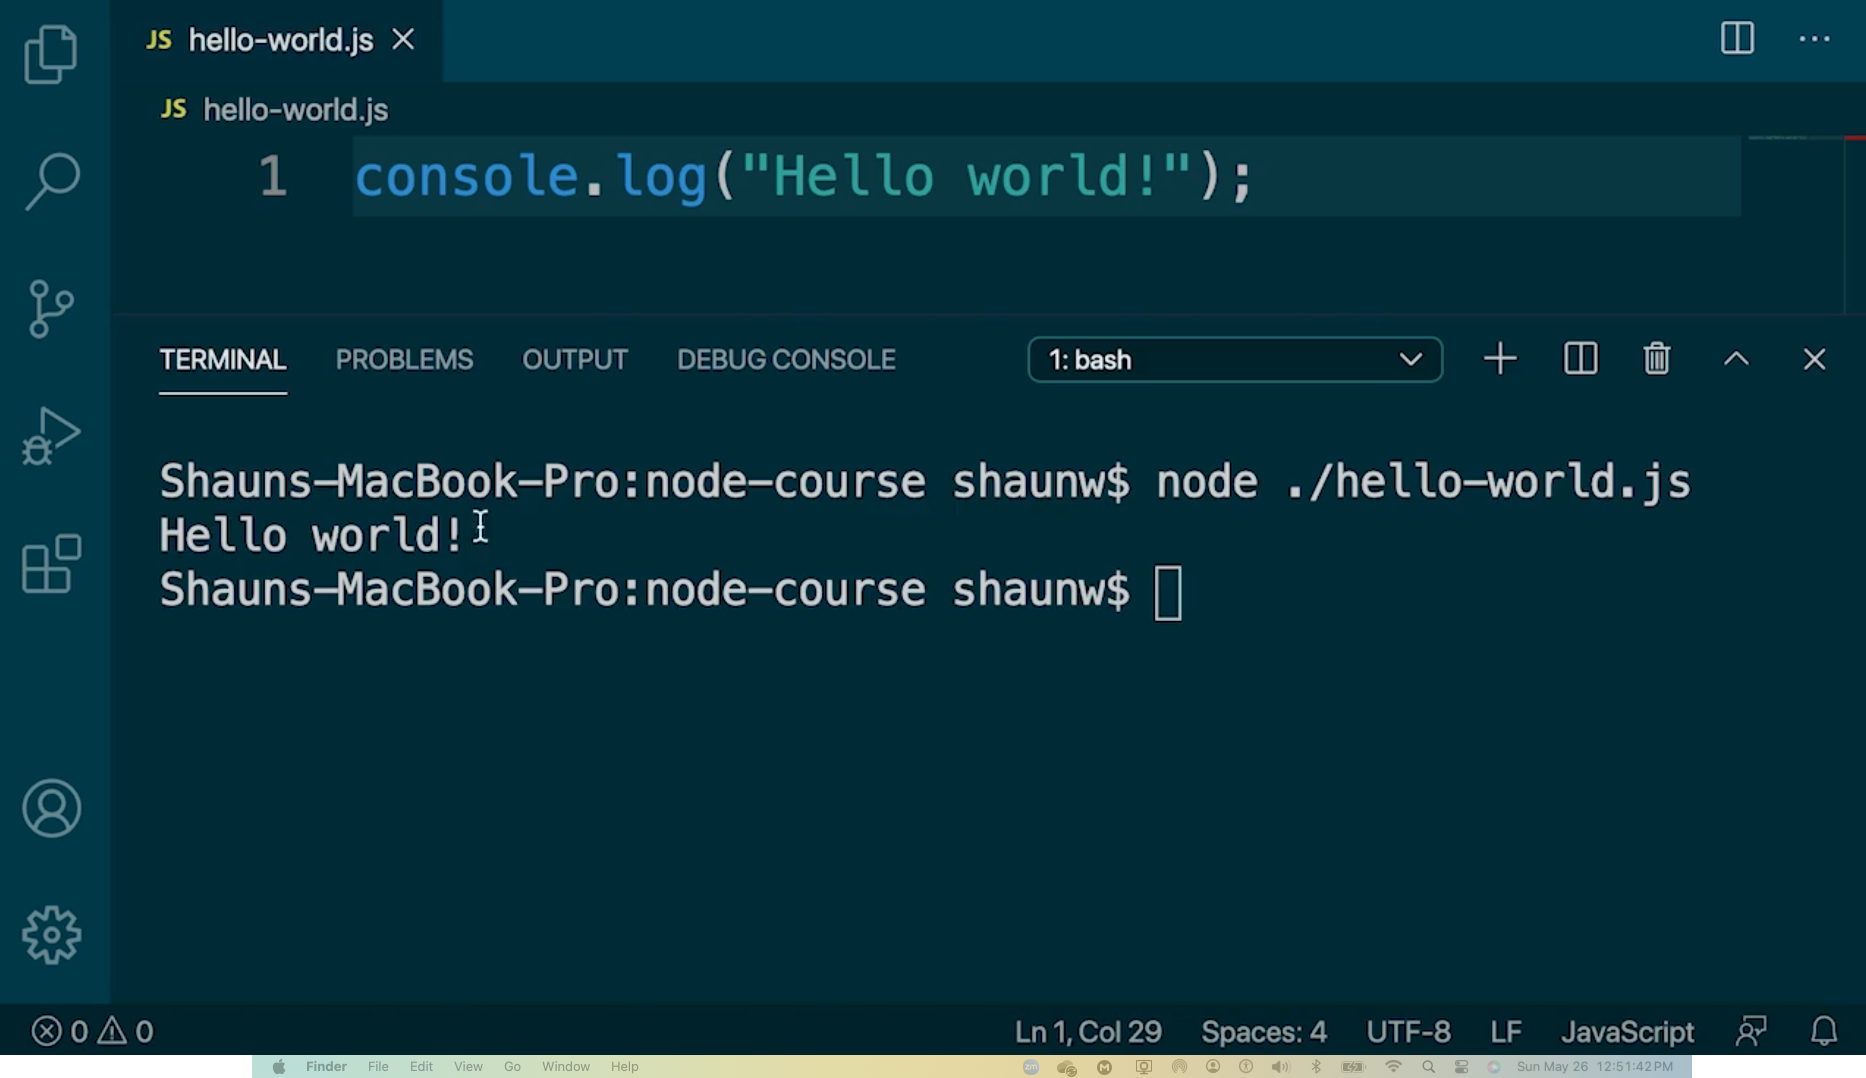 JS hello-world.js
JS hello-world.js
1 console.log("Hello world!");
TERMINAL PROBLEMS OUTPUT DEBUG CONSOLE 1: bash
Shauns-MacBook-Pro:node-course shaunw$ node ./hello-world.js
Hello world!
Shauns-MacBook-Pro:node-course shaunw$
0 0 Ln 1, Col 29 Spaces: 4 UTF-8 LF JavaScript
Finder File Edit View Go Window Help zm Sun May 26 12:51:42 PM